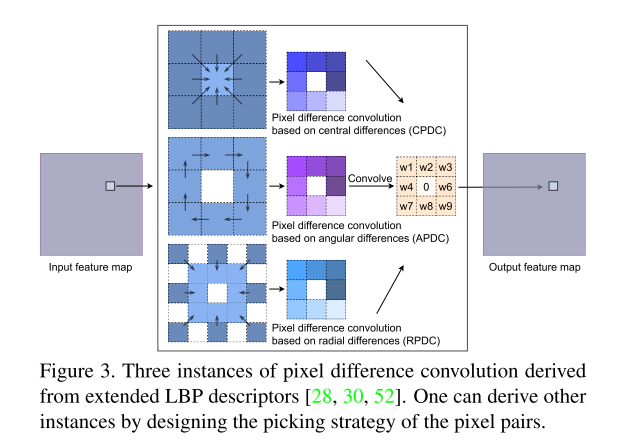 Pixel difference convolution
based on central differences (CPDC)
Convolve
w1 w2 w3
w4 0 w6
w7 w8 w9
Pixel difference convolution
based on angular differences (APDC)
Input feature map
Output feature map
Pixel difference convolution
based on radial differences (RPDC)
Figure 3. Three instances of pixel difference convolution derived
from extended LBP descriptors [28, 30, 52]. One can derive other
instances by designing the picking strategy of the pixel pairs.